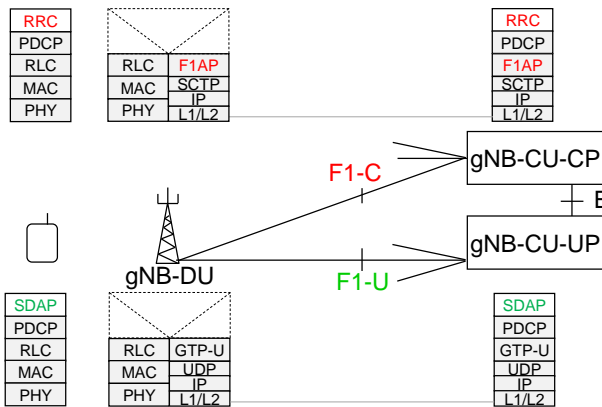 RRC
PDCP
RLC
MAC
PHY
RLC
MAC
PHY
F1AP
SCTP
IP
L1/L2
RRC
PDCP
F1AP
SCTP
IP
L1/L2
F1-C
gNB-CU-CP
E
gNB-CU-UP
gNB-DU
F1-U
SDAP
PDCP
RLC
MAC
PHY
RLC
MAC
PHY
GTP-U
UDP
IP
L1/L2
SDAP
PDCP
GTP-U
UDP
IP
L1/L2